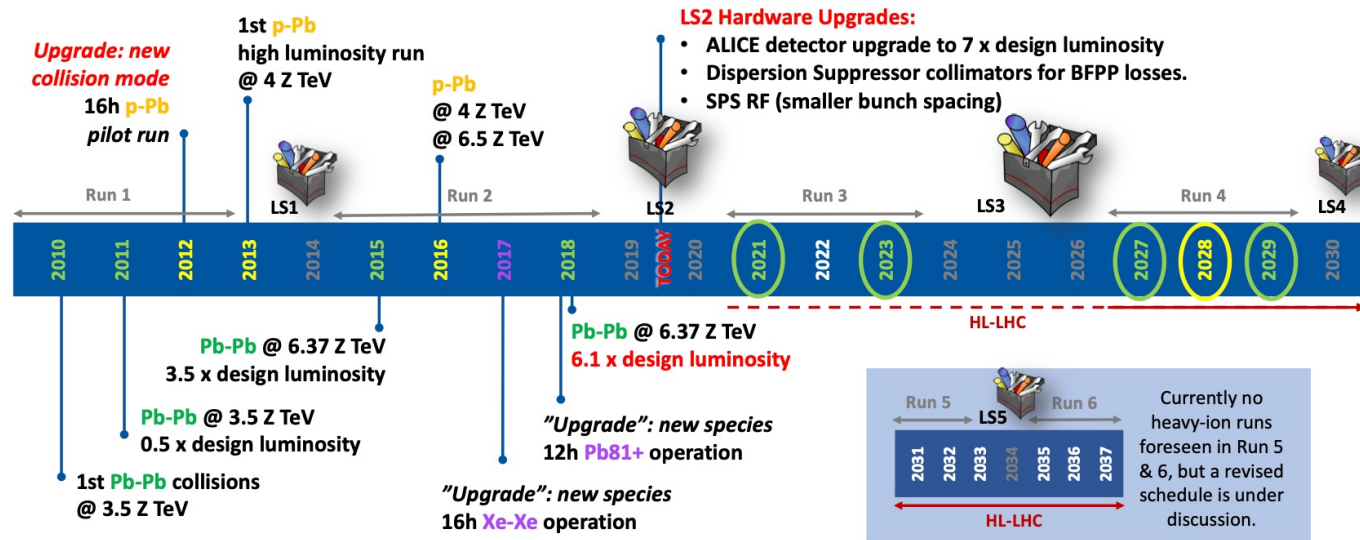 Upgrade: new
collision mode
16h p-Pb
pilot run
1st p-Pb
high luminosity run
@ 4 Z TeV
p-Pb
@ 4 Z TeV
@ 6.5 Z TeV
LS2 Hardware Upgrades:
• ALICE detector upgrade to 7 x design luminosity
• Dispersion Suppressor collimators for BFPP losses.
• SPS RF (smaller bunch spacing)
Run 1
LS1
Run 2
LS2
Run 3
LS3
Run 4
LS4
2010
2011
2012
2013
2014
2015
2016
2017
2018
2019
TODAY
2020
2021
2022
2023
2024
2025
2026
2027
2028
2029
2030
HL-LHC
Pb-Pb @ 6.37 Z TeV
3.5 x design luminosity
Pb-Pb @ 6.37 Z TeV
6.1 x design luminosity
Pb-Pb @ 3.5 Z TeV
0.5 x design luminosity
1st Pb-Pb collisions
@ 3.5 Z TeV
”Upgrade”: new species
12h Pb81+ operation
”Upgrade”: new species
16h Xe-Xe operation
Run 5
LS5
Run 6
2031
2032
2033
2034
2035
2036
2037
HL-LHC
Currently no
heavy-ion runs
foreseen in Run 5
& 6, but a revised
schedule is under
discussion.